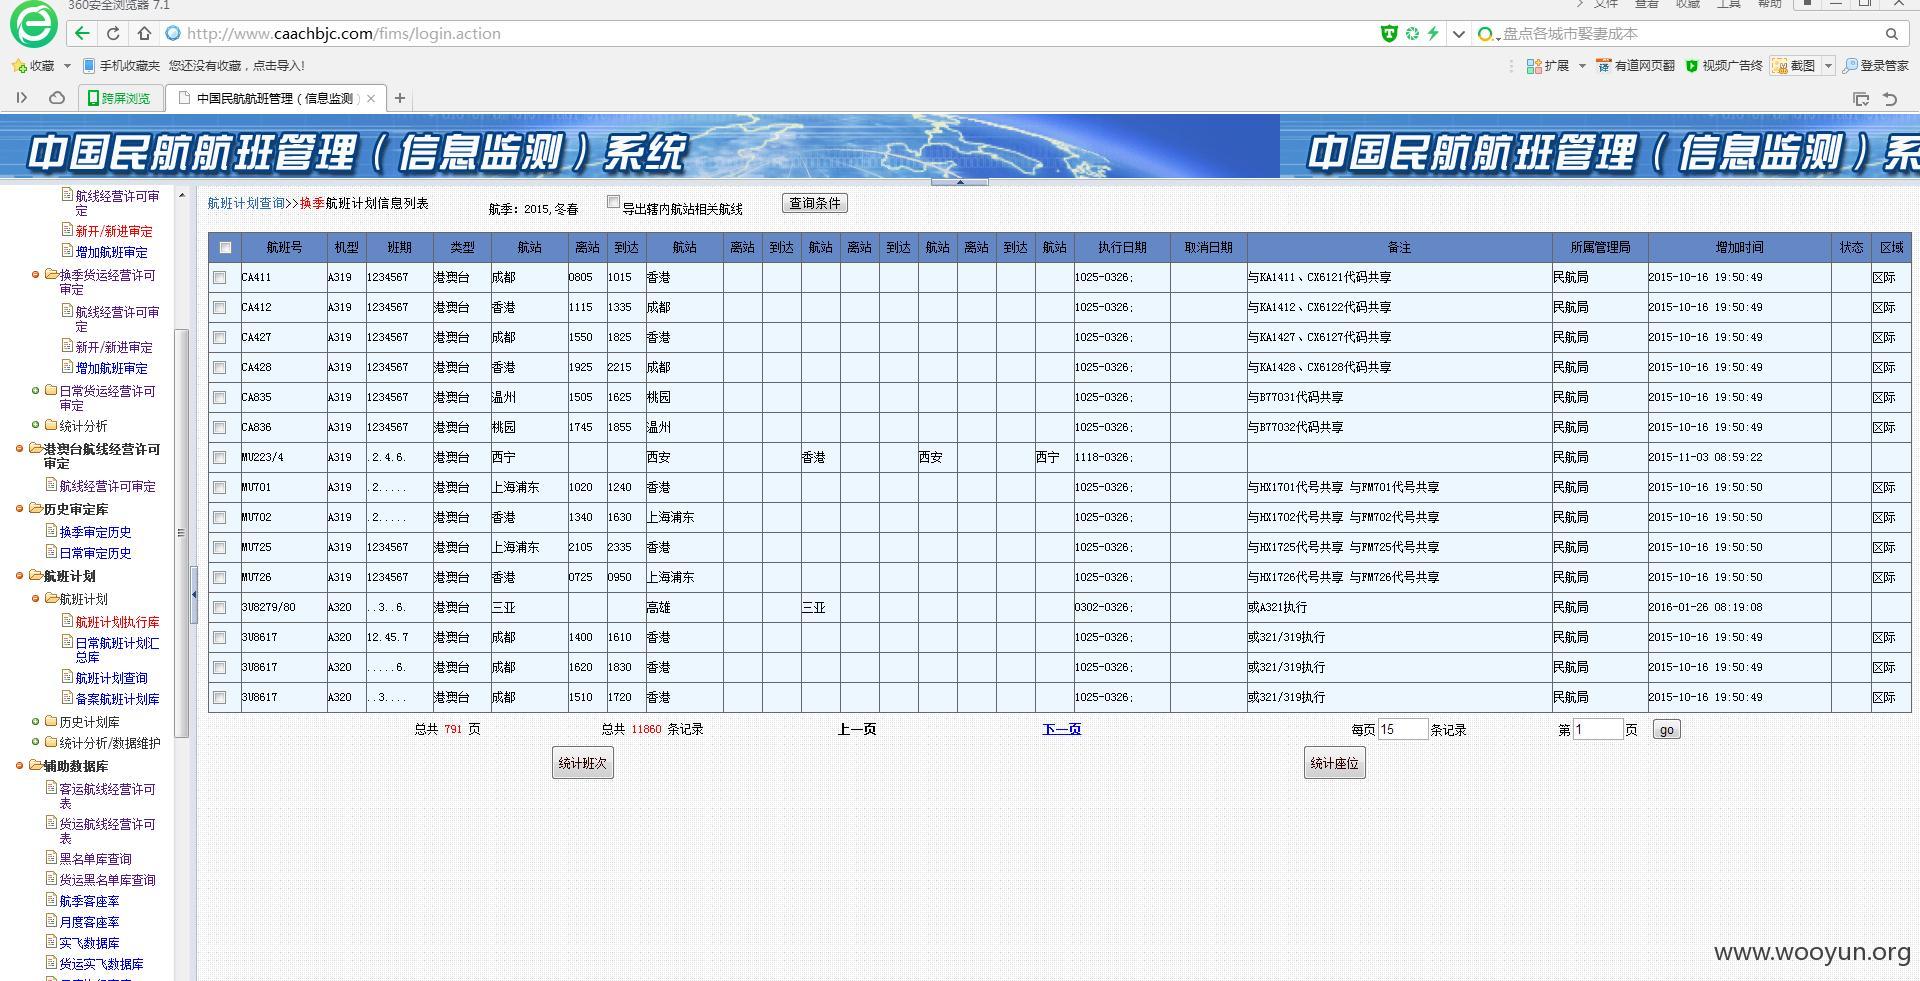 360安全浏览器 7.1
文件 查看 收藏 工具 帮助
http://www.caachbjc.com/fims/login.action
盘点各城市娶妻成本
收藏 手机收藏夹 您还没有收藏，点击导入!
扩展 有道网页翻 视频广告终 截图 登录管家
跨屏浏览 中国民航航班管理（信息监测
中国民航航班管理（信息监测）系统
中国民航航班管理（信息监测）系
航线经营许可审定
新开/新进审定
增加航班审定
换季货运经营许可审定
航线经营许可审定
新开/新进审定
增加航班审定
日常货运经营许可审定
统计分析
港澳台航线经营许可审定
航线经营许可审定
历史审定库
换季审定历史
日常审定历史
航班计划
航班计划
航班计划执行库
日常航班计划汇总库
航班计划查询
备案航班计划库
历史计划库
统计分析/数据维护
辅助数据库
客运航线经营许可表
货运航线经营许可表
黑名单库查询
货运黑名单库查询
航季客座率
月度客座率
实飞数据库
货运实飞数据库
航班计划查询>>换季航班计划信息列表 航季：2015,冬春 导出辖内航站相关航线 查询条件
航班号 机型 班期 类型 航站 离站 到达 航站 离站 到达 航站 离站 到达 航站 离站 到达 航站 执行日期 取消日期 备注 所属管理局 增加时间 状态 区域
CA411 A319 1234567 港澳台 成都 0805 1015 香港 1025-0326; 与KA1411、CX6121代码共享 民航局 2015-10-16 19:50:49 区际
CA412 A319 1234567 港澳台 香港 1115 1335 成都 1025-0326; 与KA1412、CX6122代码共享 民航局 2015-10-16 19:50:49 区际
CA427 A319 1234567 港澳台 成都 1550 1825 香港 1025-0326; 与KA1427、CX6127代码共享 民航局 2015-10-16 19:50:49 区际
CA428 A319 1234567 港澳台 香港 1925 2215 成都 1025-0326; 与KA1428、CX6128代码共享 民航局 2015-10-16 19:50:49 区际
CA835 A319 1234567 港澳台 温州 1505 1625 桃园 1025-0326; 与B77031代码共享 民航局 2015-10-16 19:50:49 区际
CA836 A319 1234567 港澳台 桃园 1745 1855 温州 1025-0326; 与B77032代码共享 民航局 2015-10-16 19:50:49 区际
MU223/4 A319 .2.4.6. 港澳台 西宁 西安 香港 西安 西宁 1118-0326; 民航局 2015-11-03 08:59:22
MU701 A319 .2..... 港澳台 上海浦东 1020 1240 香港 1025-0326; 与HX1701代号共享 与FM701代号共享 民航局 2015-10-16 19:50:50 区际
MU702 A319 .2..... 港澳台 香港 1340 1630 上海浦东 1025-0326; 与HX1702代号共享 与FM702代号共享 民航局 2015-10-16 19:50:50 区际
MU725 A319 1234567 港澳台 上海浦东 2105 2335 香港 1025-0326; 与HX1725代号共享 与FM725代号共享 民航局 2015-10-16 19:50:50 区际
MU726 A319 1234567 港澳台 香港 0725 0950 上海浦东 1025-0326; 与HX1726代号共享 与FM726代号共享 民航局 2015-10-16 19:50:50 区际
3U8279/80 A320 ..3..6. 港澳台 三亚 高雄 三亚 0302-0326; 或A321执行 民航局 2016-01-26 08:19:08
3U8617 A320 12.45.7 港澳台 成都 1400 1610 香港 1025-0326; 或321/319执行 民航局 2015-10-16 19:50:49 区际
3U8617 A320 .....6. 港澳台 成都 1620 1830 香港 1025-0326; 或321/319执行 民航局 2015-10-16 19:50:49 区际
3U8617 A320 ..3.... 港澳台 成都 1510 1720 香港 1025-0326; 或321/319执行 民航局 2015-10-16 19:50:49 区际
总共 791 页 总共 11860 条记录 上一页 下一页 每页 15 条记录 第 1 页 go
统计班次 统计座位
www.wooyun.org